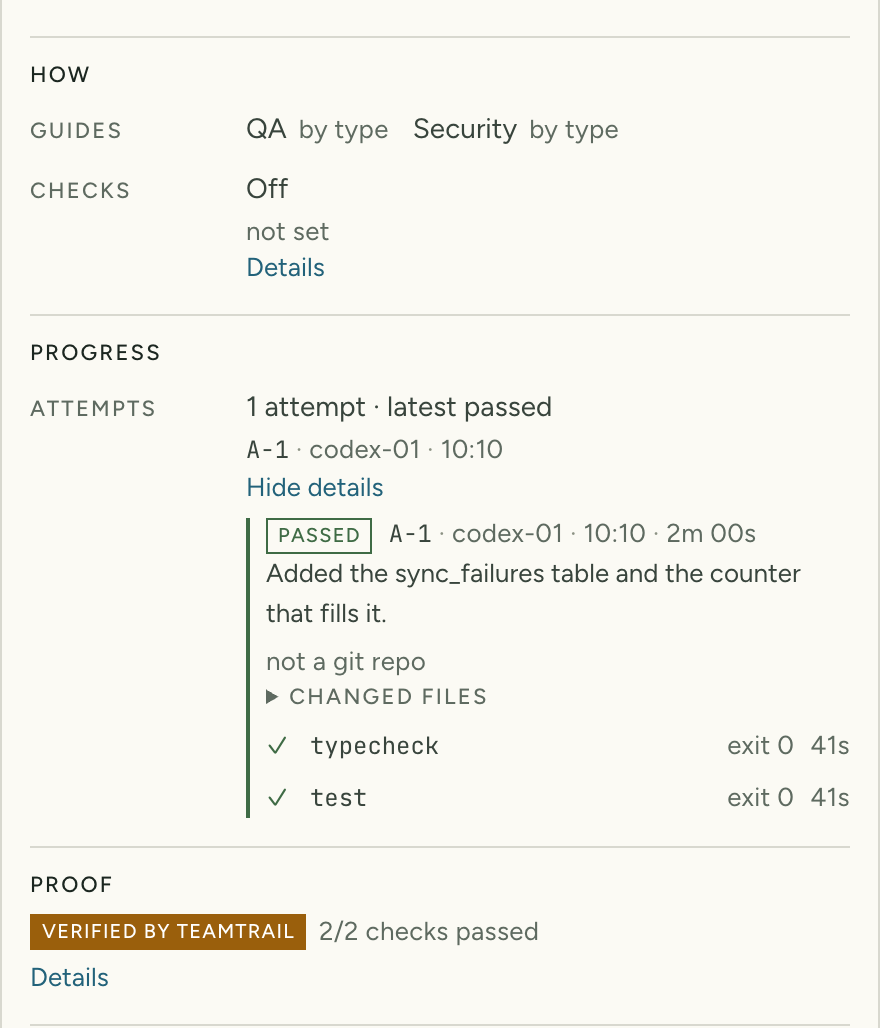 HOW
GUIDES QA by type Security by type
CHECKS Off
not set
Details
PROGRESS
ATTEMPTS 1 attempt · latest passed
A-1 · codex-01 · 10:10
Hide details
PASSED A-1 · codex-01 · 10:10 · 2m 00s
Added the sync_failures table and the counter
that fills it.
not a git repo
▶ CHANGED FILES
✓ typecheck exit 0 41s
✓ test exit 0 41s
PROOF
VERIFIED BY TEAMTRAIL 2/2 checks passed
Details